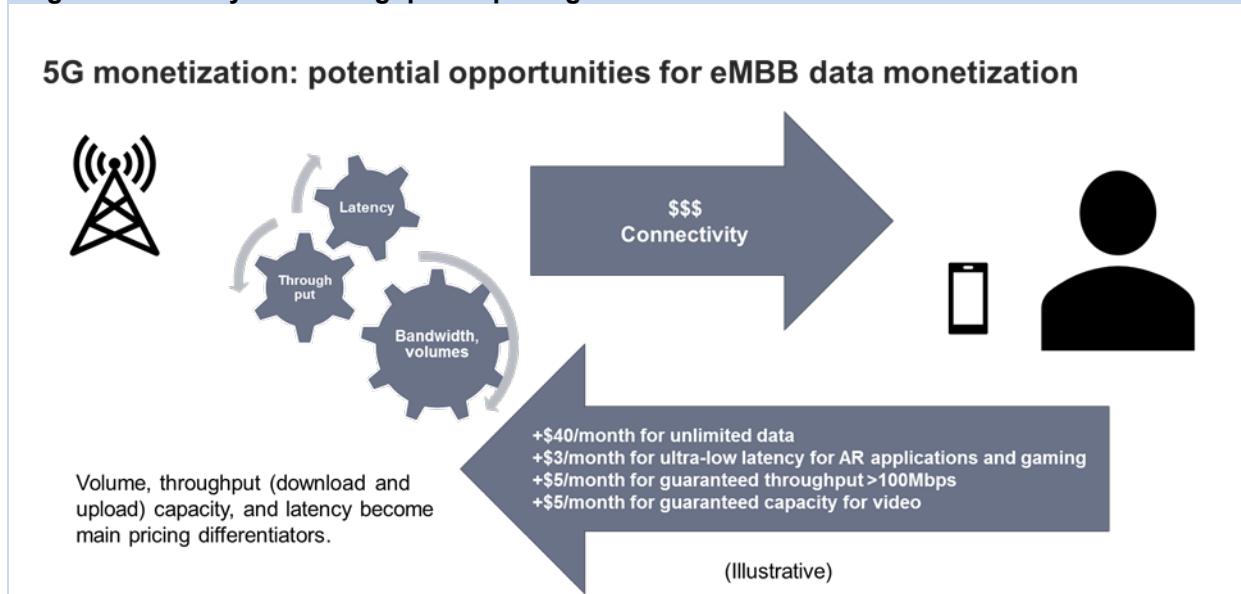 5G monetization: potential opportunities for eMBB data monetization
Latency
Through
put
Bandwidth,
volumes
$$$
Connectivity
+$40/month for unlimited data
+$3/month for ultra-low latency for AR applications and gaming
+$5/month for guaranteed throughput >100Mbps
+$5/month for guaranteed capacity for video
Volume, throughput (download and
upload) capacity, and latency become
main pricing differentiators.
(Illustrative)